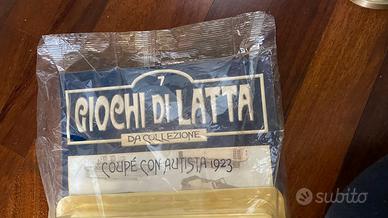 7
GIOCHI DI LATTA
DA COLLEZIONE
COUPÉ CON AUTISTA 1923
subito